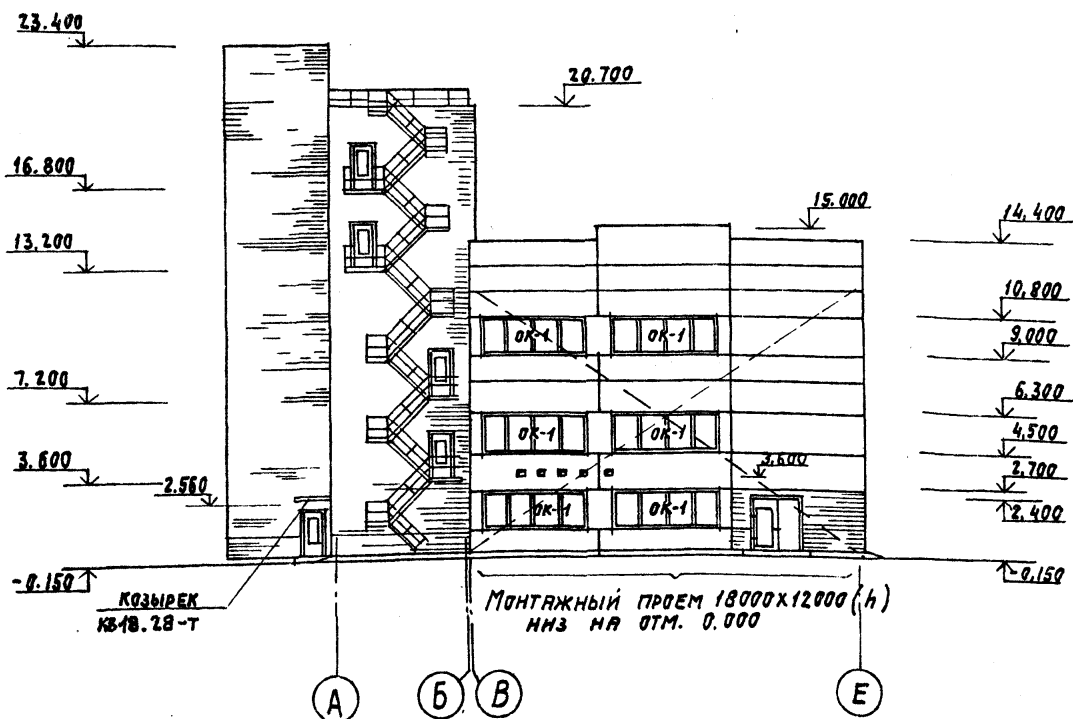 23.400
20.700
16.800
15.000
14.400
13.200
10.800
ОК-1
ОК-1
9.000
7.200
6.300
ОК-1
ОК-1
4.500
3.600
3.600
2.700
2.560
ОК-1
ОК-1
2.400
-0.150
-0.150
КОЗЫРЕК
КВ18.28-Т
МОНТАЖНЫЙ ПРОЕМ 18000Х12000(h)
НИЗ НА ОТМ. 0.000
А
Б
В
Е